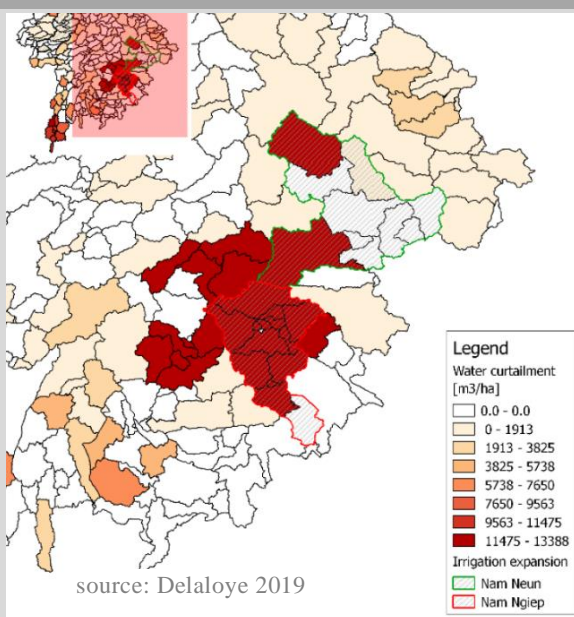 Legend
Water curtailment
[m3/ha]
0.0 - 0.0
0 - 1913
1913 - 3825
3825 - 5738
5738 - 7650
7650 - 9563
9563 - 11475
11475 - 13388
Irrigation expansion
Nam Neun
Nam Ngiep
source: Delaloye 2019